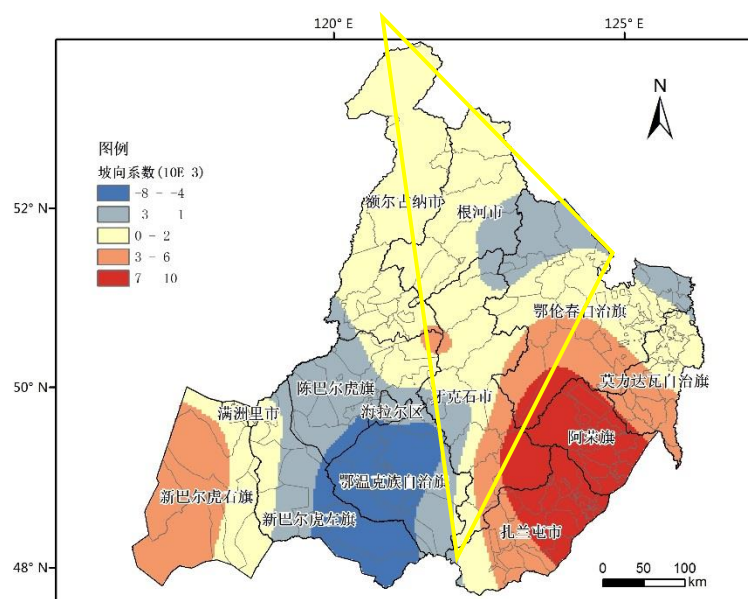 120° E
125° E
N
图例
坡向系数(10E 3)
-8 - -4
3 1
0 - 2
3 - 6
7 10
52° N
50° N
48° N
额尔古纳市
根河市
鄂伦春自治旗
莫力达瓦自治旗
陈巴尔虎旗
海拉尔区
牙克石市
满洲里市
阿荣旗
鄂温克族自治旗
新巴尔虎右旗
新巴尔虎左旗
扎兰屯市
0 50 100
km